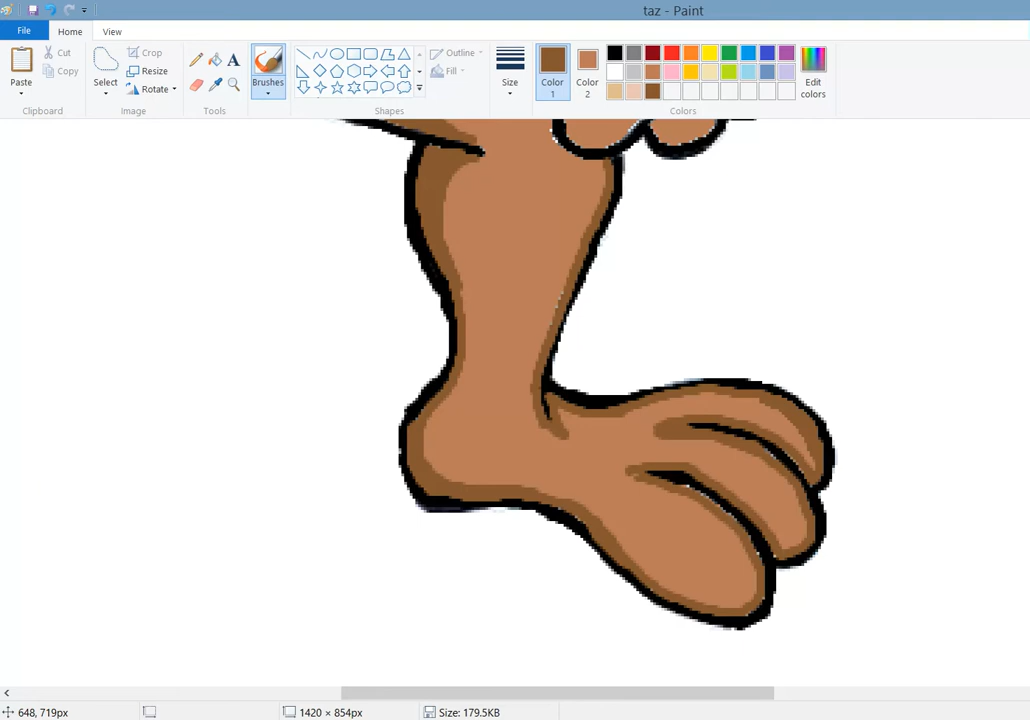 taz - Paint
File Home View
Paste Cut Copy Select Crop Resize Rotate A Brushes Outline Fill Size Color 1 Color 2 Edit colors
Clipboard Image Tools Shapes Colors
648, 719px 1420 × 854px Size: 179.5KB